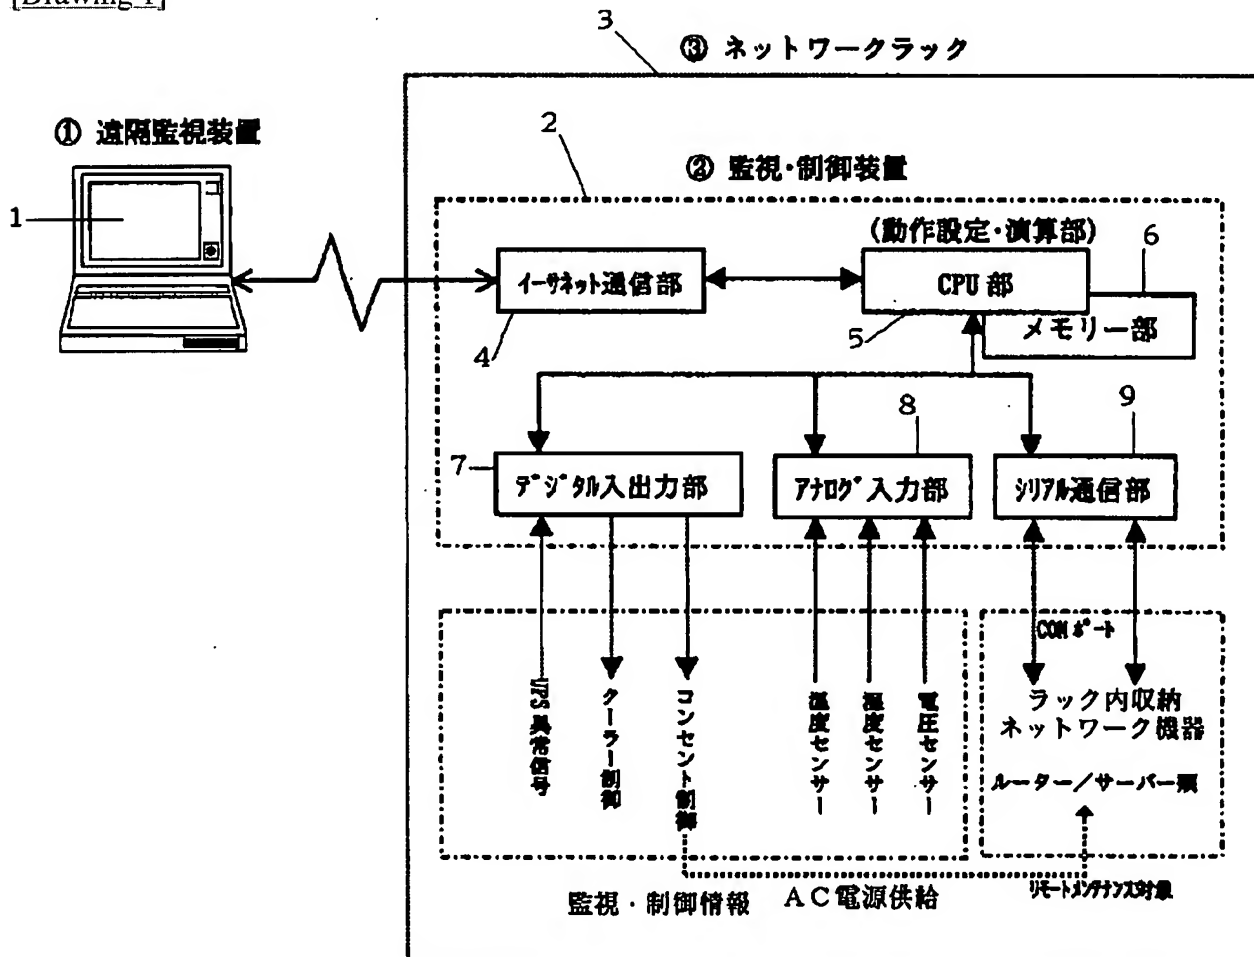 [Drawing 1]
3
③ ネットワークラック
① 遠隔監視装置
1
2
② 監視・制御装置
(動作設定・演算部)
6
イーサネット通信部
CPU 部
メモリー部
4
5
7
デジタル入出力部
8
アナログ入力部
9
シリアル通信部
UPS異常信号
クーラー制御
コンセント制御
温度センサー
湿度センサー
電圧センサー
COMポート
ラック内収納
ネットワーク機器
ルーター/サーバー類
監視・制御情報
AC電源供給
リモートメンテナンス対象